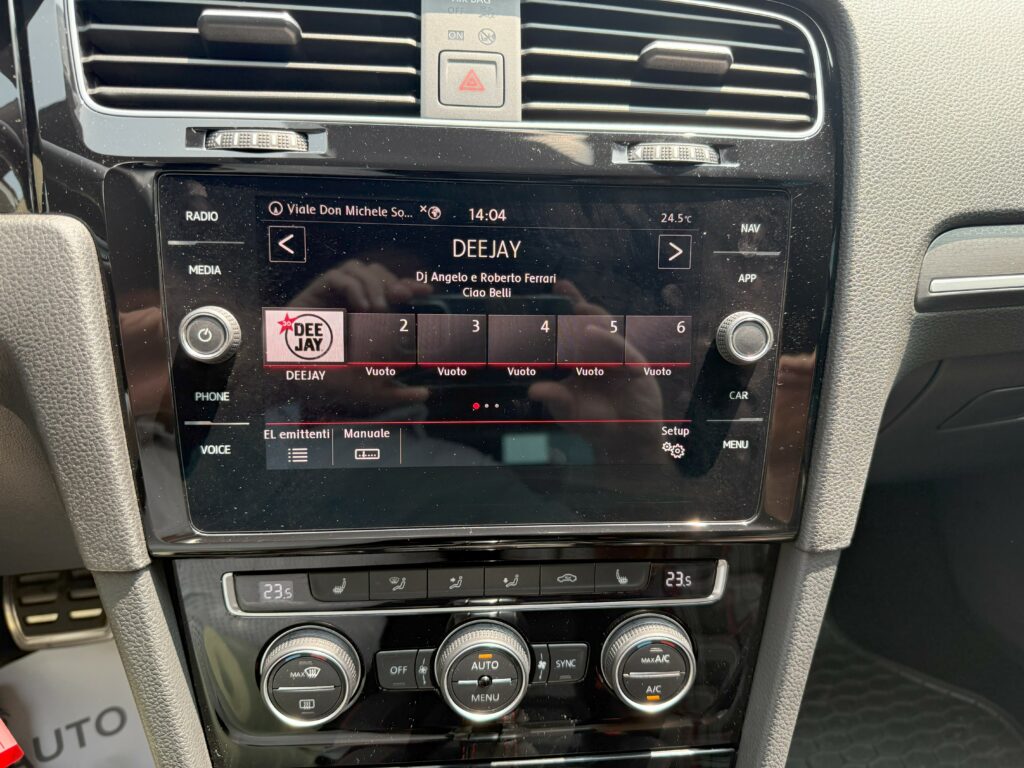 AIR BAG
OFF
ON
RADIO
MEDIA
PHONE
VOICE
NAV
APP
CAR
MENU
Viale Don Michele So...
14:04
24.5°C
<
DEEJAY
>
Dj Angelo e Roberto Ferrari
Ciao Belli
30
DEE
JAY
2
3
4
5
6
DEEJAY
Vuoto
Vuoto
Vuoto
Vuoto
Vuoto
EL emittenti
Manuale
Setup
23.5
23.5
MAX
OFF
AUTO
MENU
SYNC
MAX A/C
A/C
AUTO